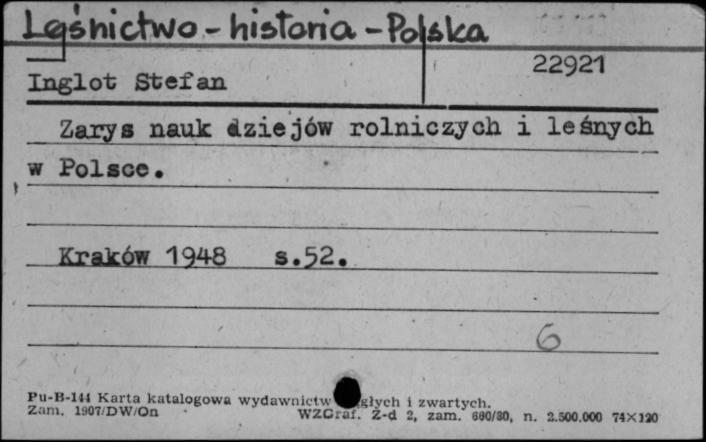 Leśnictwo - historia - Polska
22921
Inglot Stefan
Zarys nauk dziejów rolniczych i leśnych
w Polsce.
Kraków 1948 s.52.
6
Pu-B-144 Karta katalogowa wydawnictw głych i zwartych.
Zam. 1907/DW/On WZGraf. Z-d 2, zam. 680/80, n. 2.500.000 74×120